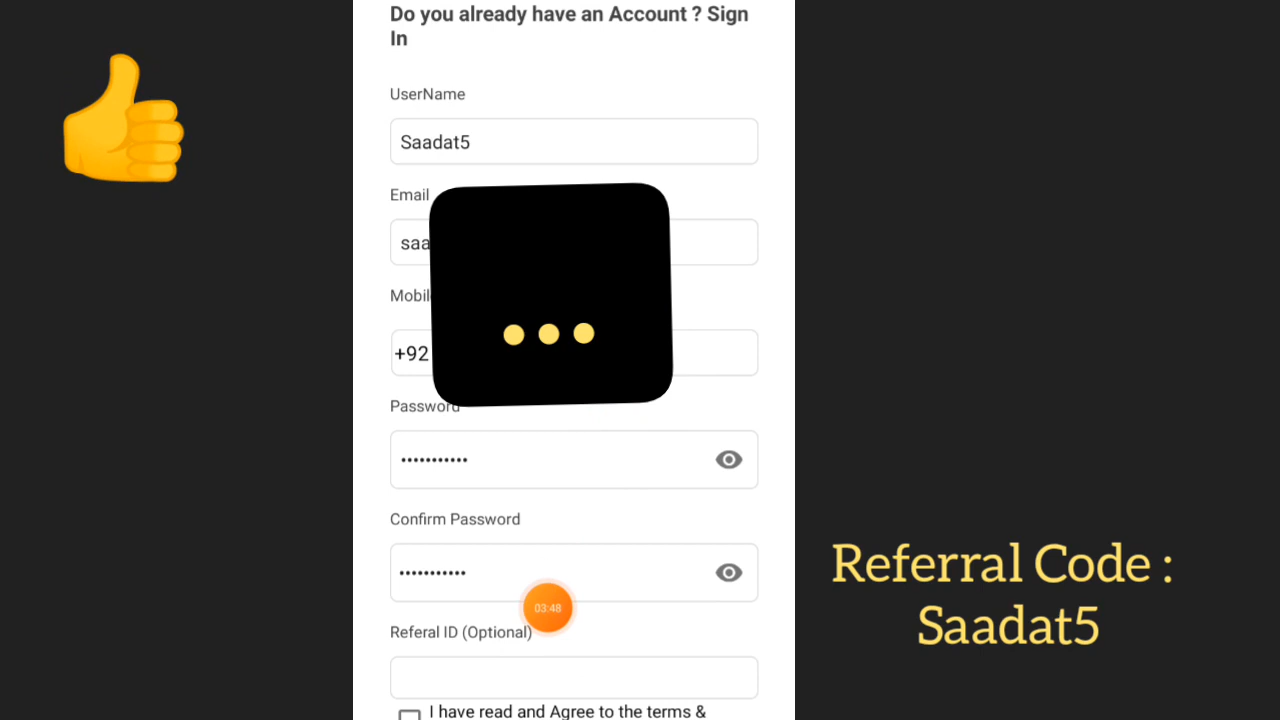 Do you already have an Account ? Sign
In
UserName
Saadat5
Email
saa
Mobil
+92
Password
•••••••••••
Confirm Password
•••••••••••
03:48
Referal ID (Optional)
I have read and Agree to the terms &
Referral Code :
Saadat5